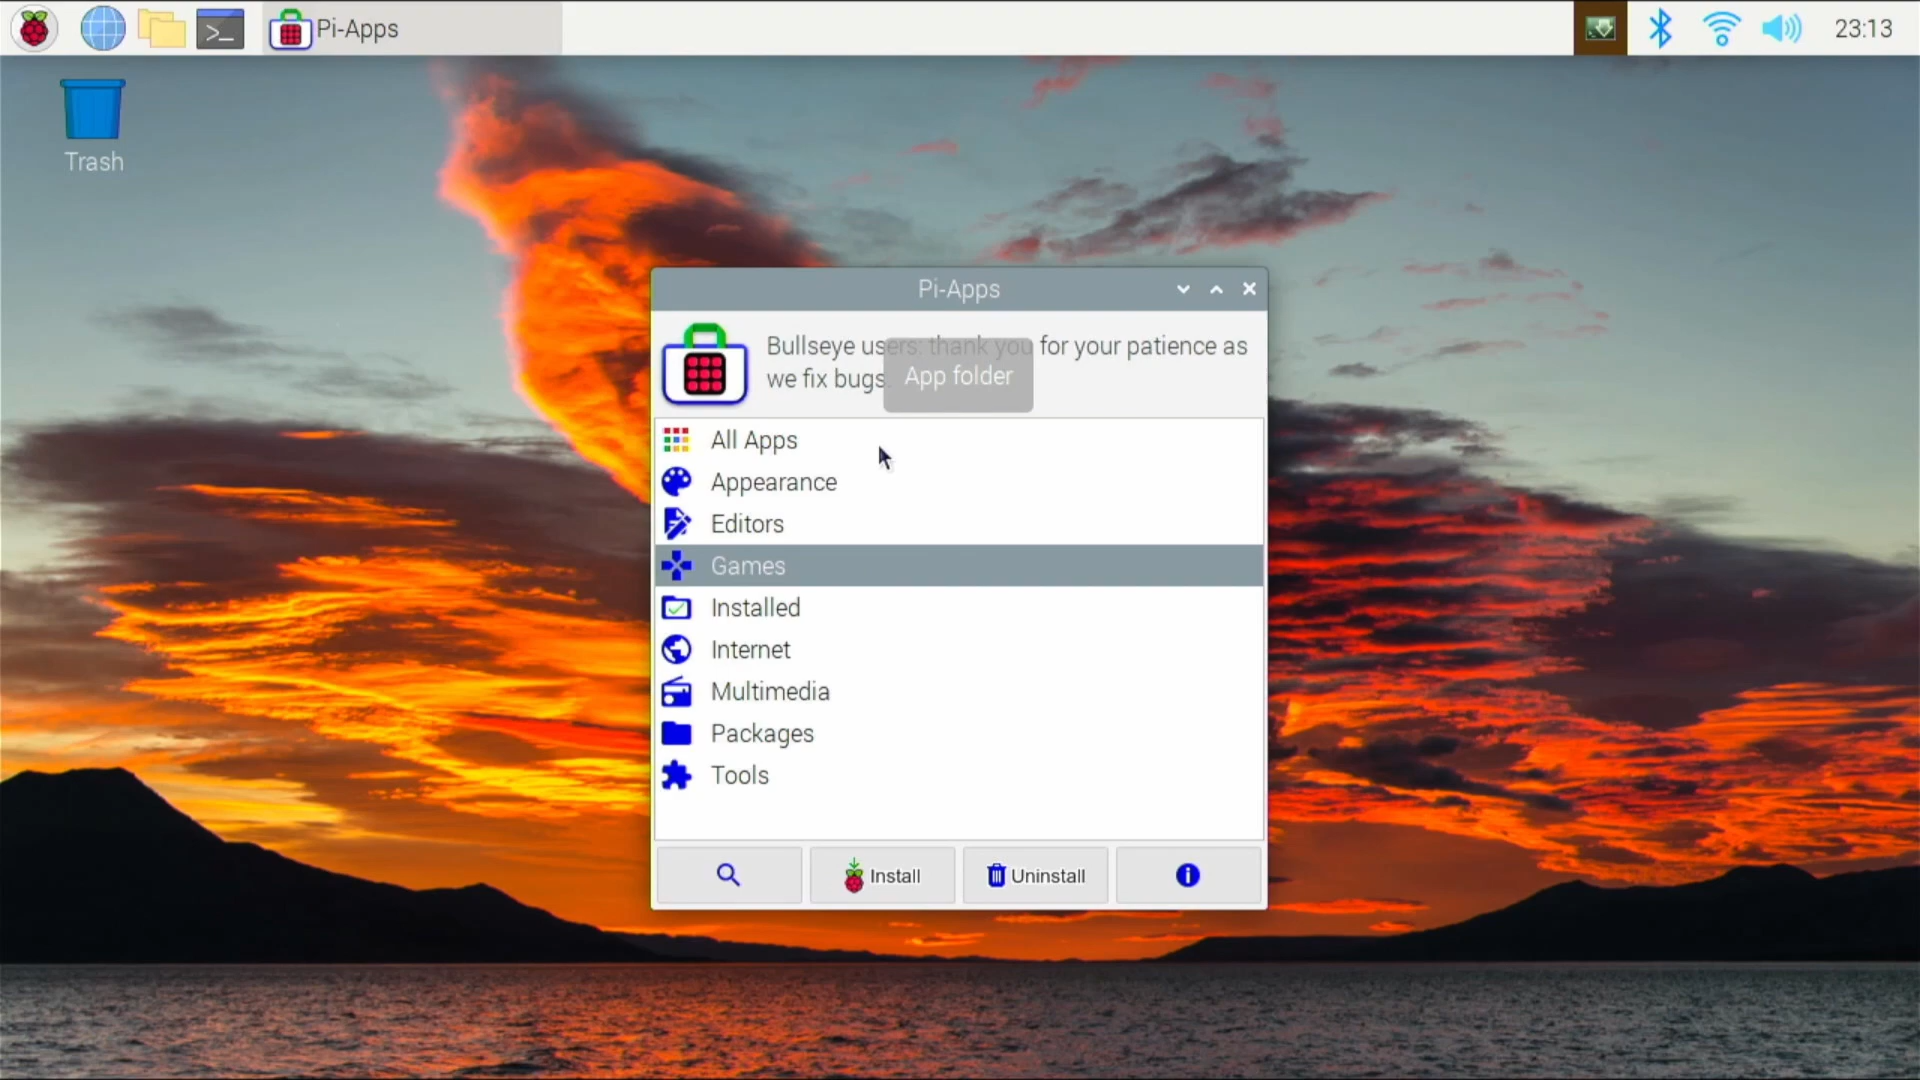 Pi-Apps
23:13
Trash
Pi-Apps
Bullseye users: thank you for your patience as
we fix bugs.
App folder
All Apps
Appearance
Editors
Games
Installed
Internet
Multimedia
Packages
Tools
Install
Uninstall